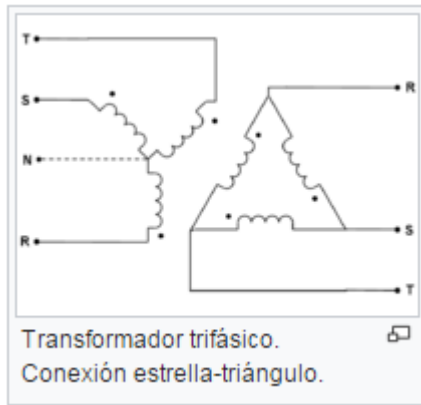 T
S
N
R
R
S
T
Transformador trifásico.
Conexión estrella-triángulo.